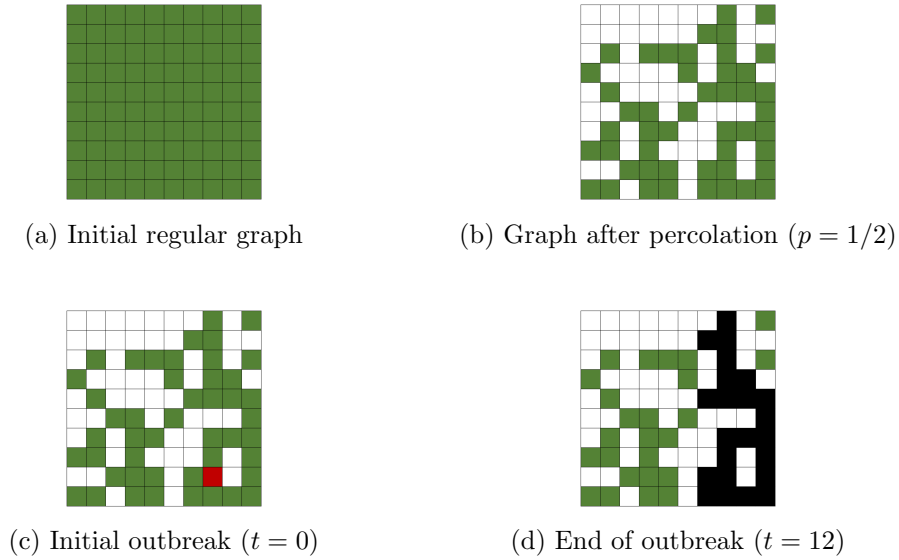 (a) Initial regular graph
(b) Graph after percolation (p = 1/2)
(c) Initial outbreak (t = 0)
(d) End of outbreak (t = 12)